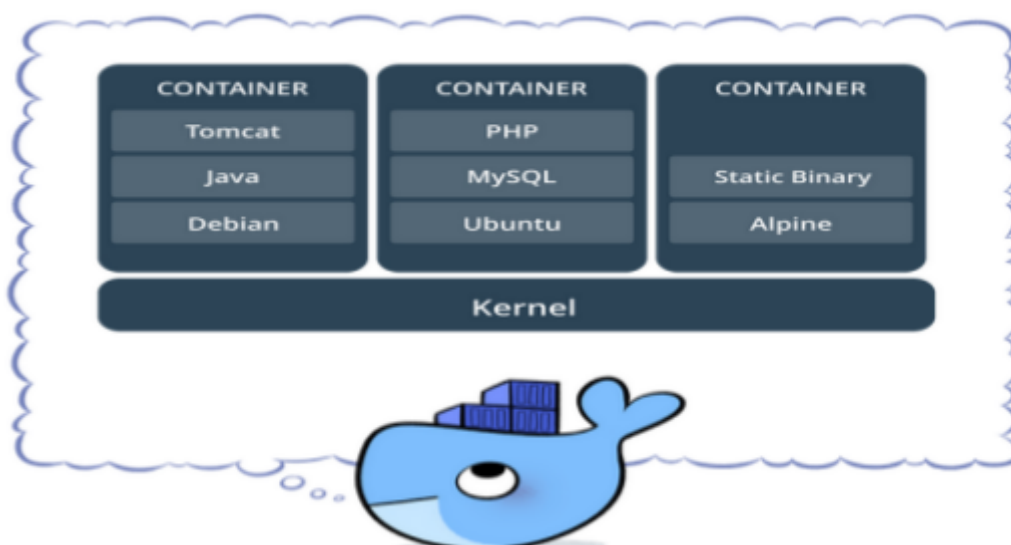 CONTAINER
Tomcat
Java
Debian
CONTAINER
PHP
MySQL
Ubuntu
CONTAINER
Static Binary
Alpine
Kernel